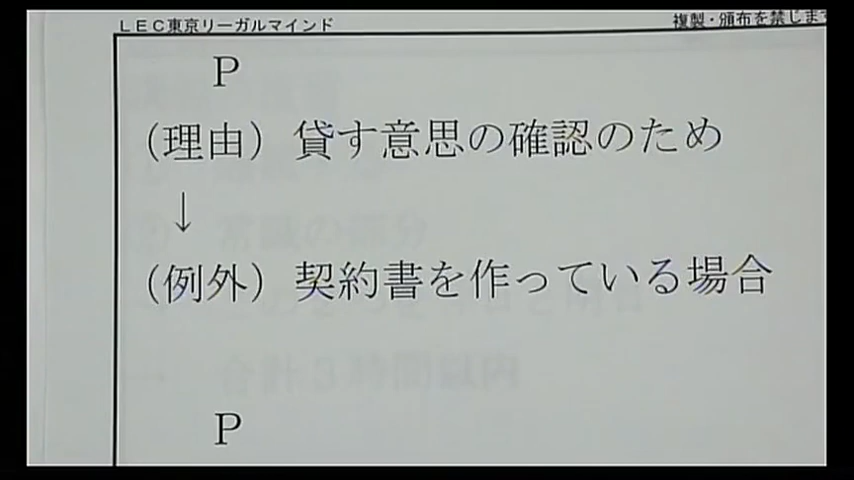 LEC東京リーガルマインド
複製・頒布を禁じます
P
(理由) 貸す意思の確認のため
↓
(例外) 契約書を作っている場合
P